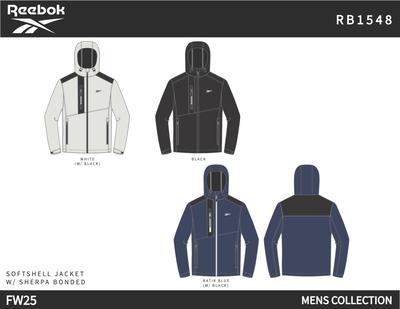 Reebok
RB1548
WHITE
(W/ BLACK)
BLACK
BATIK BLUE
(W/ BLACK)
SOFTSHELL JACKET
W/ SHERPA BONDED
FW25
MENS COLLECTION